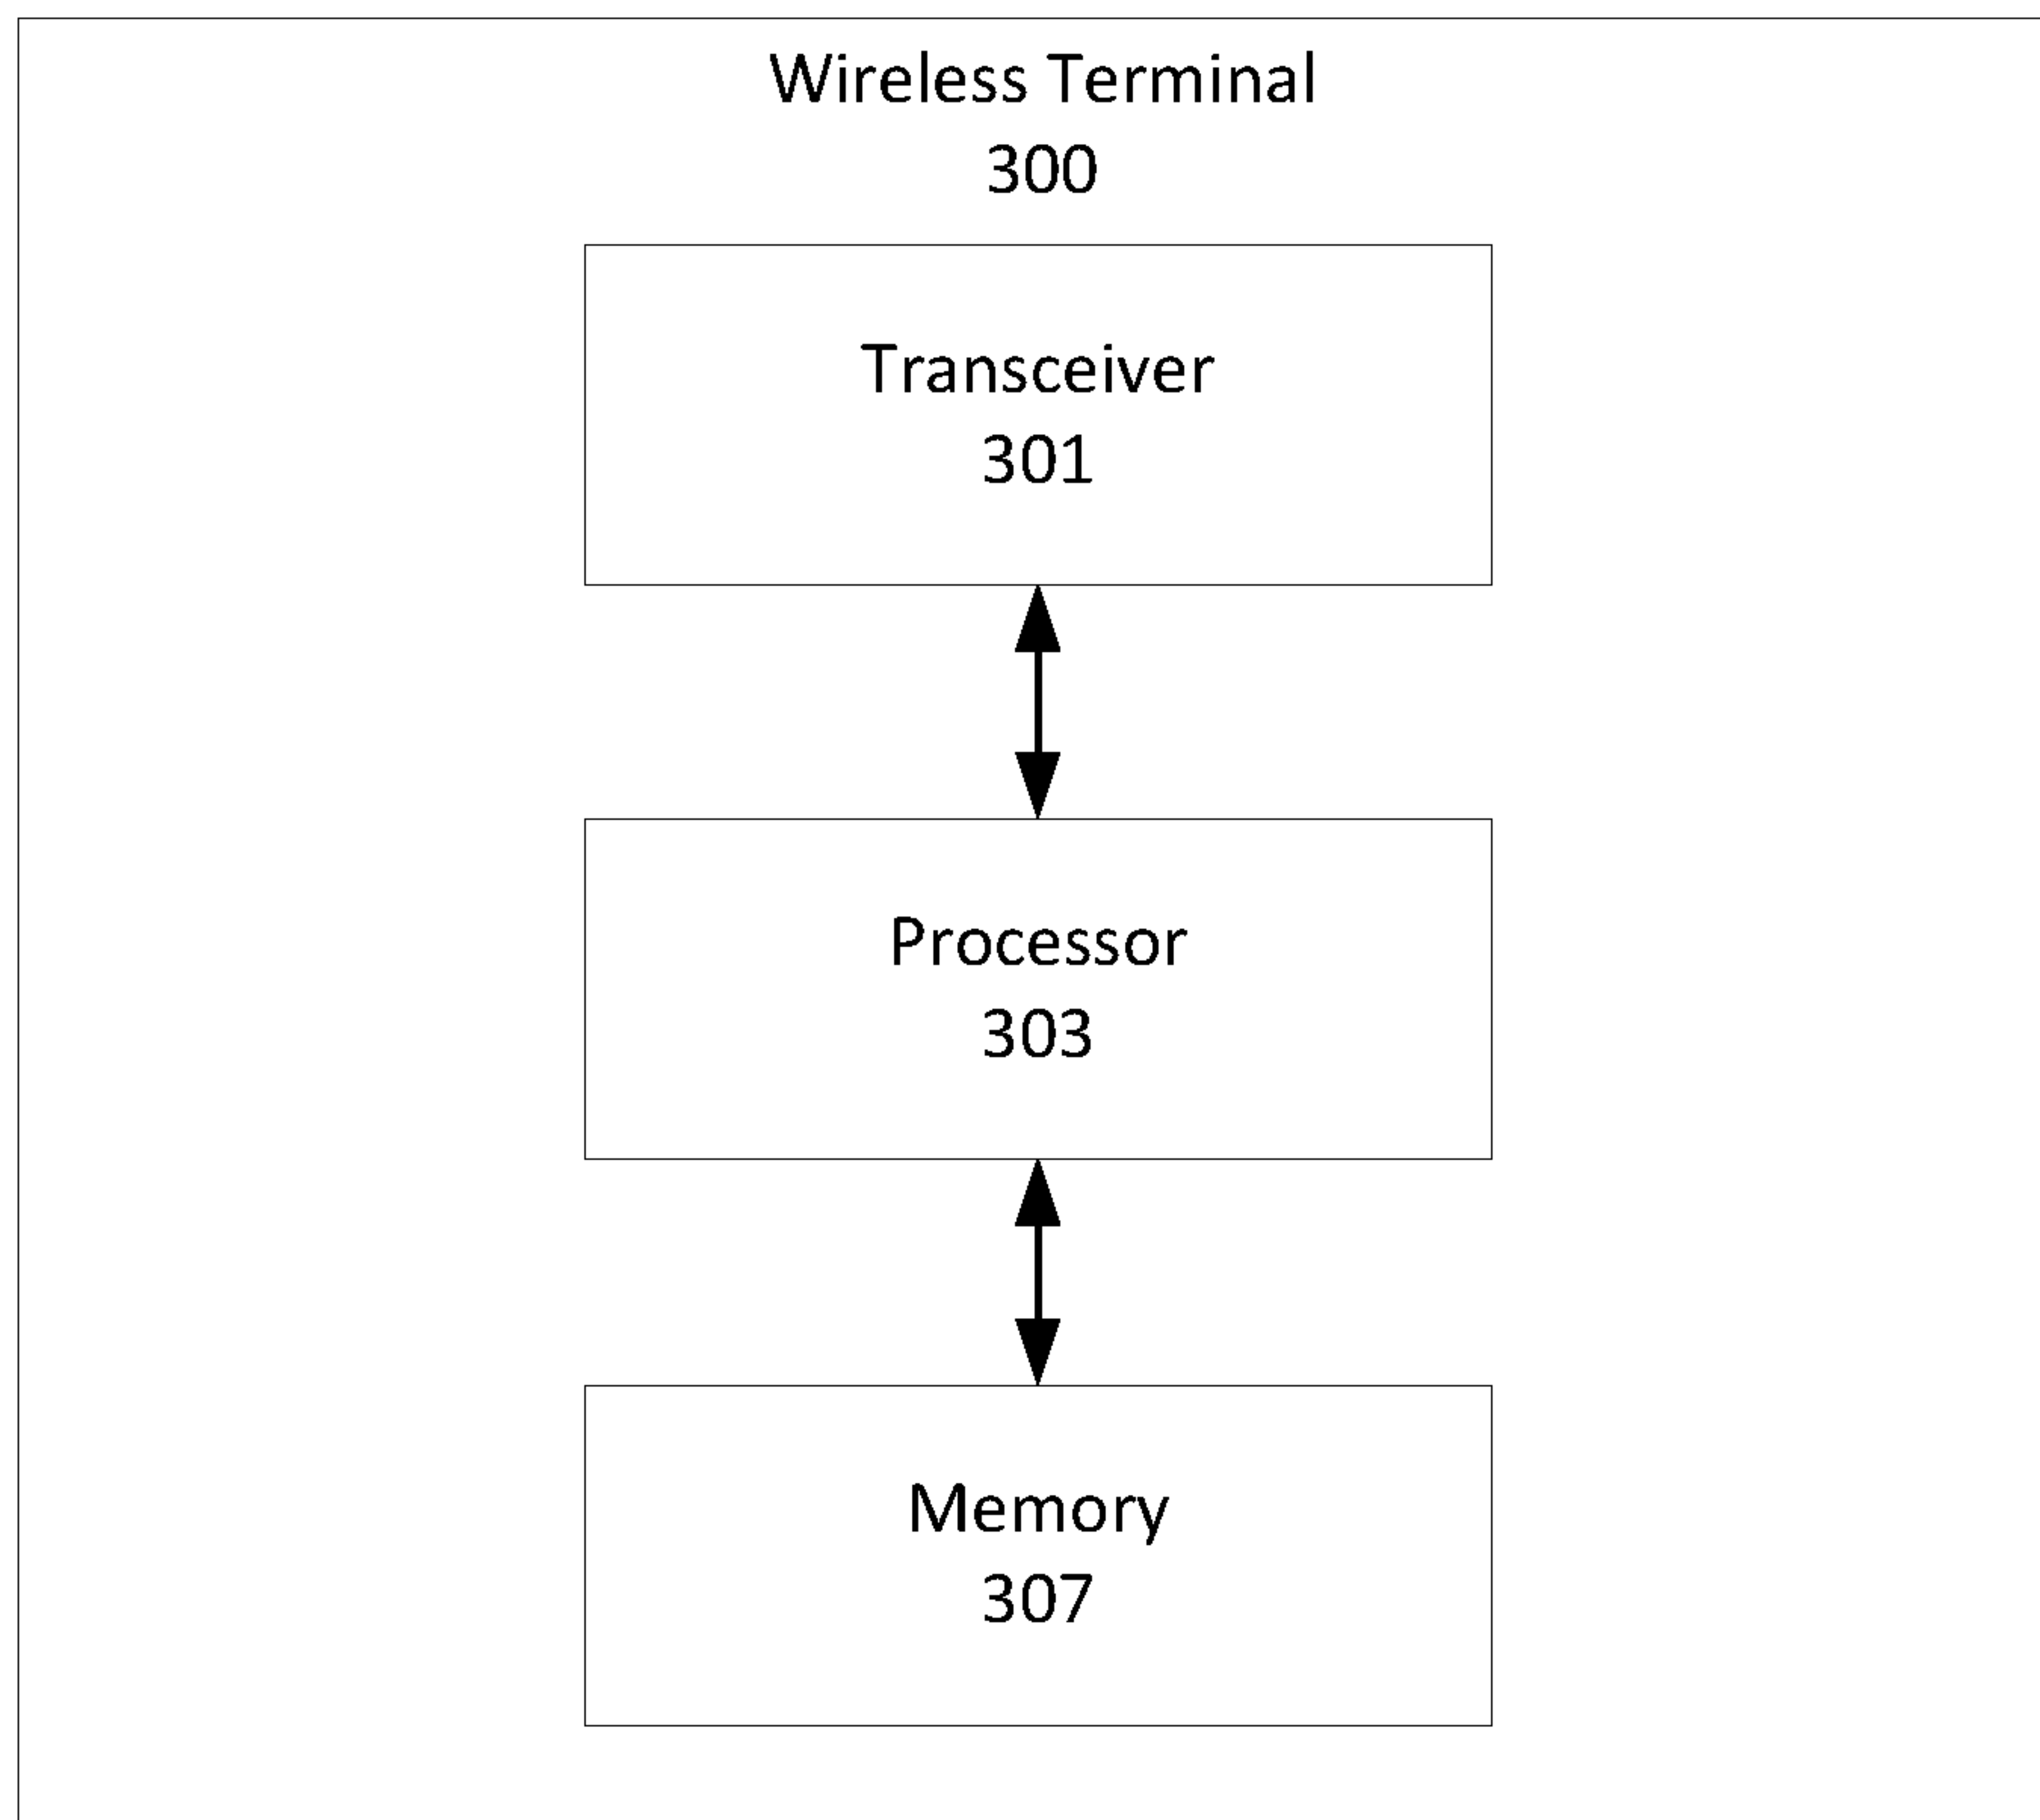 Wireless Terminal
300
Transceiver
301
Processor
303
Memory
307